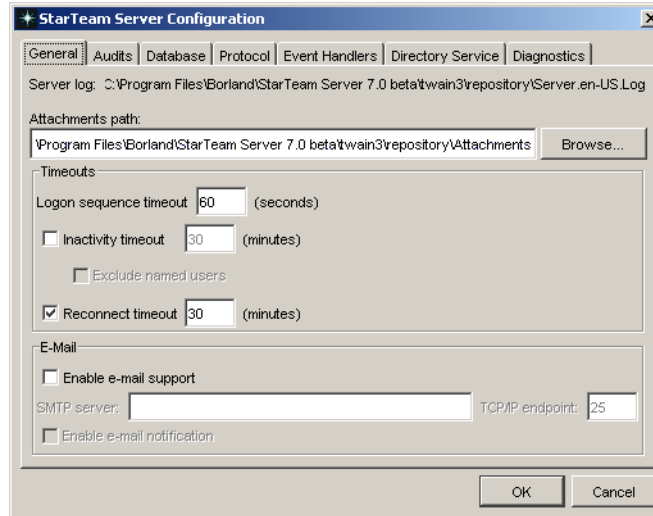 StarTeam Server Configuration
General Audits Database Protocol Event Handlers Directory Service Diagnostics
Server log: C:\Program Files\Borland\StarTeam Server 7.0 beta\twain3\repository\Server.en-US.Log
Attachments path:
\Program Files\Borland\StarTeam Server 7.0 beta\twain3\repository\Attachments Browse...
Timeouts
Logon sequence timeout 60 (seconds)
Inactivity timeout 30 (minutes)
Exclude named users
Reconnect timeout 30 (minutes)
E-Mail
Enable e-mail support
SMTP server: TCP/IP endpoint: 25
Enable e-mail notification
OK Cancel